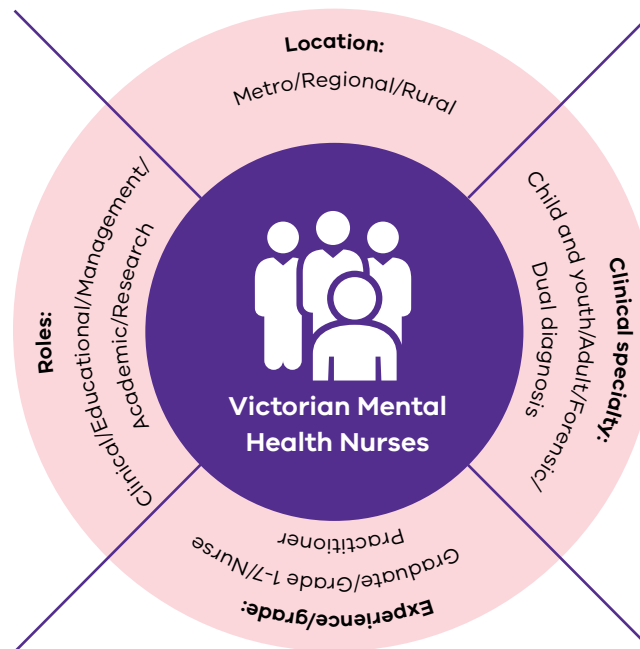 Location:
Metro/Regional/Rural
Clinical specialty:
Child and youth/Adult/Forensic/
Dual diagnosis
Experience/grade:
Graduate/Grade 1-7/Nurse
Practitioner
Roles:
Clinical/Educational/Management/
Academic/Research
Victorian Mental
Health Nurses